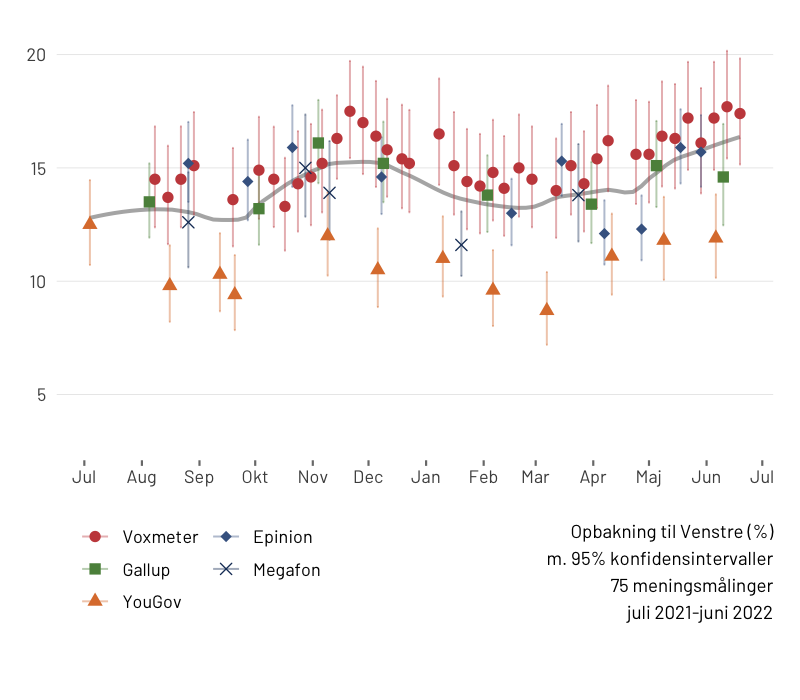 20
15
10
5
Jul Aug Sep Okt Nov Dec Jan Feb Mar Apr Maj Jun Jul
Voxmeter Epinion
Gallup Megafon
YouGov
Opbakning til Venstre (%)
m. 95% konfidensintervaller
75 meningsmålinger
juli 2021-juni 2022